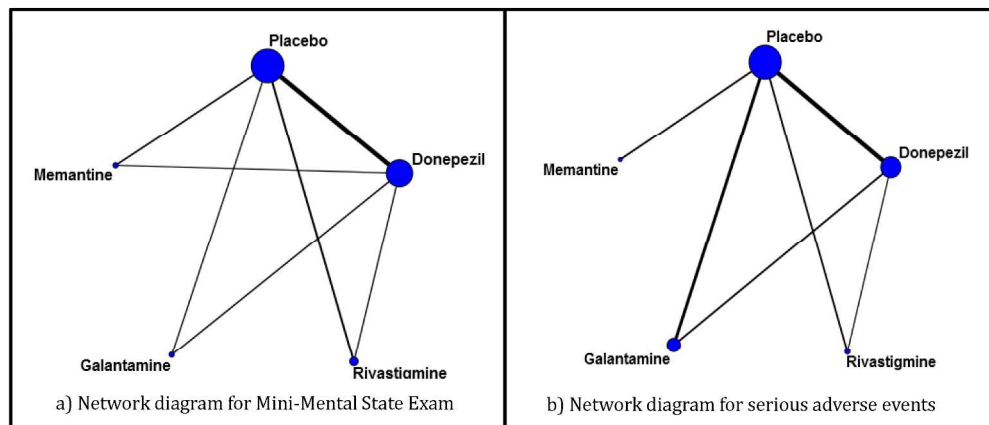 Placebo
Donepezil
Memantine
Galantamine
Rivastigmine
a) Network diagram for Mini-Mental State Exam
Placebo
Donepezil
Memantine
Galantamine
Rivastigmine
b) Network diagram for serious adverse events